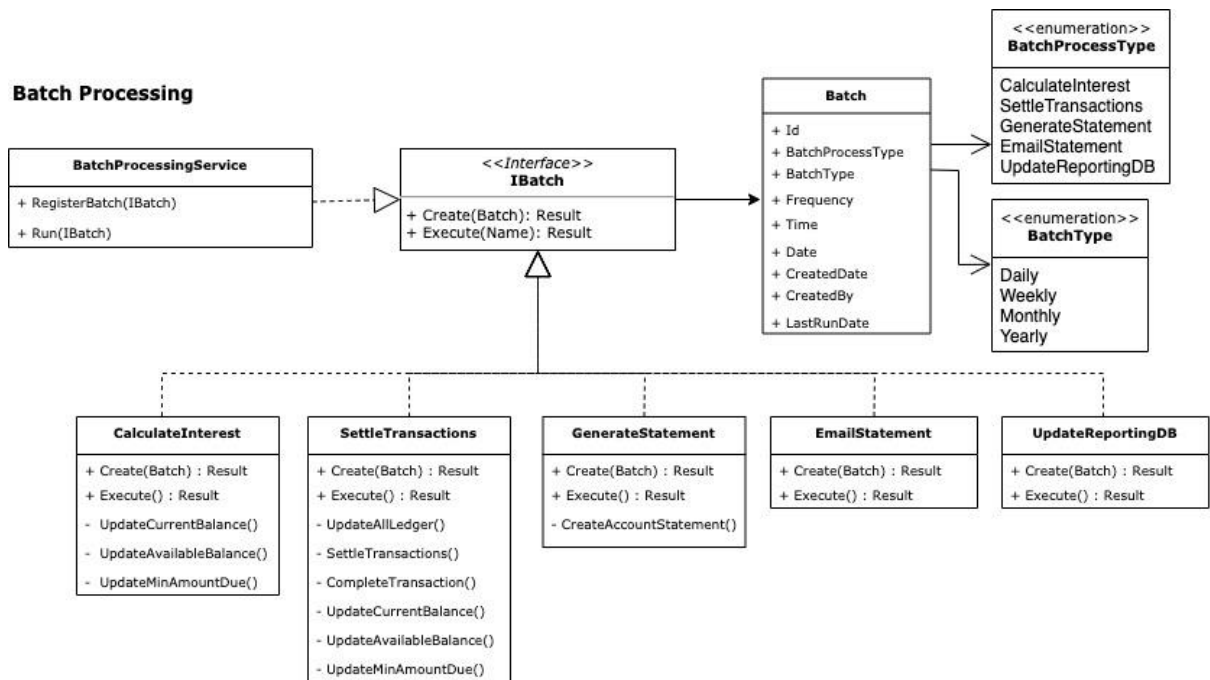 Batch Processing
BatchProcessingService
+ RegisterBatch(IBatch)
+ Run(IBatch)
<<Interface>>
IBatch
+ Create(Batch): Result
+ Execute(Name): Result
Batch
+ Id
+ BatchProcessType
+ BatchType
+ Frequency
+ Time
+ Date
+ CreatedDate
+ CreatedBy
+ LastRunDate
<<enumeration>>
BatchProcessType
CalculateInterest
SettleTransactions
GenerateStatement
EmailStatement
UpdateReportingDB
<<enumeration>>
BatchType
Daily
Weekly
Monthly
Yearly
CalculateInterest
+ Create(Batch) : Result
+ Execute() : Result
- UpdateCurrentBalance()
- UpdateAvailableBalance()
- UpdateMinAmountDue()
SettleTransactions
+ Create(Batch) : Result
+ Execute() : Result
- UpdateAllLedger()
- SettleTransactions()
- CompleteTransaction()
- UpdateCurrentBalance()
- UpdateAvailableBalance()
- UpdateMinAmountDue()
GenerateStatement
+ Create(Batch) : Result
+ Execute() : Result
- CreateAccountStatement()
EmailStatement
+ Create(Batch) : Result
+ Execute() : Result
UpdateReportingDB
+ Create(Batch) : Result
+ Execute() : Result